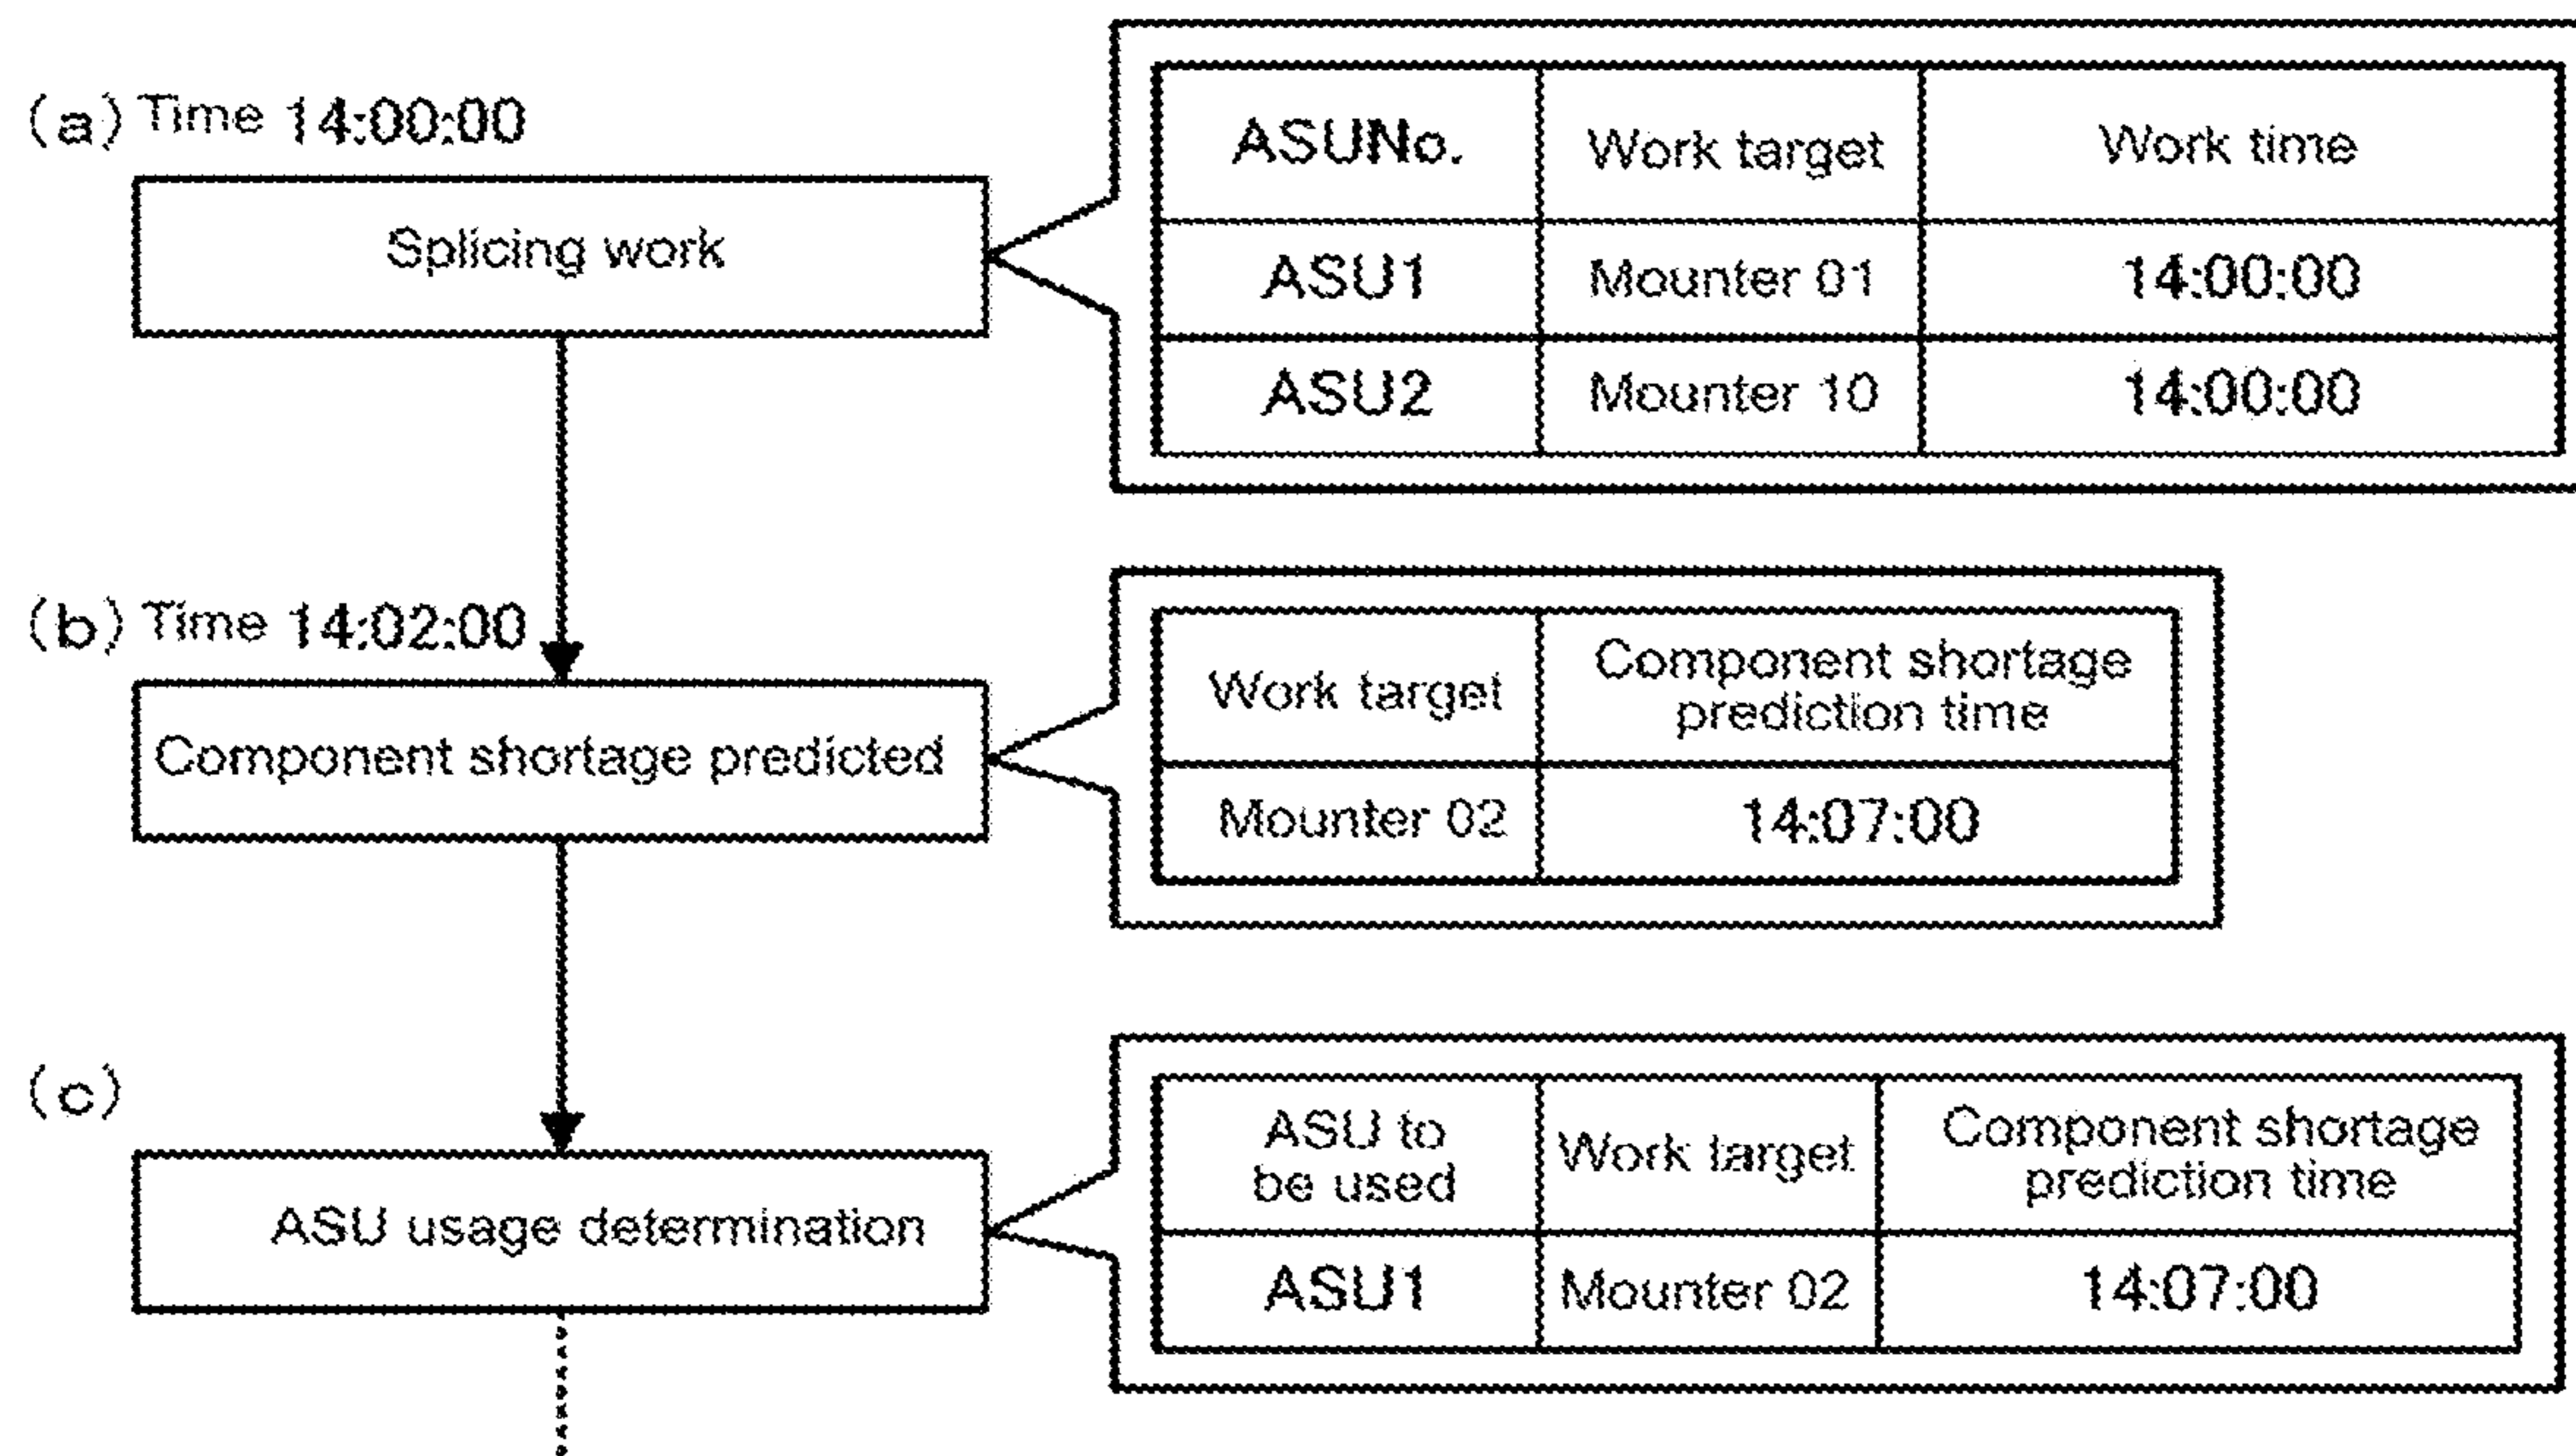 (a) Time 14:00:00
Splicing work
ASUNo. Work target Work time
ASU1 Mounter 01 14:00:00
ASU2 Mounter 10 14:00:00
(b) Time 14:02:00
Component shortage predicted
Work target Component shortage
prediction time
Mounter 02 14:07:00
(c)
ASU usage determination
ASU to
be used
Work target
Component shortage
prediction time
ASU1 Mounter 02 14:07:00